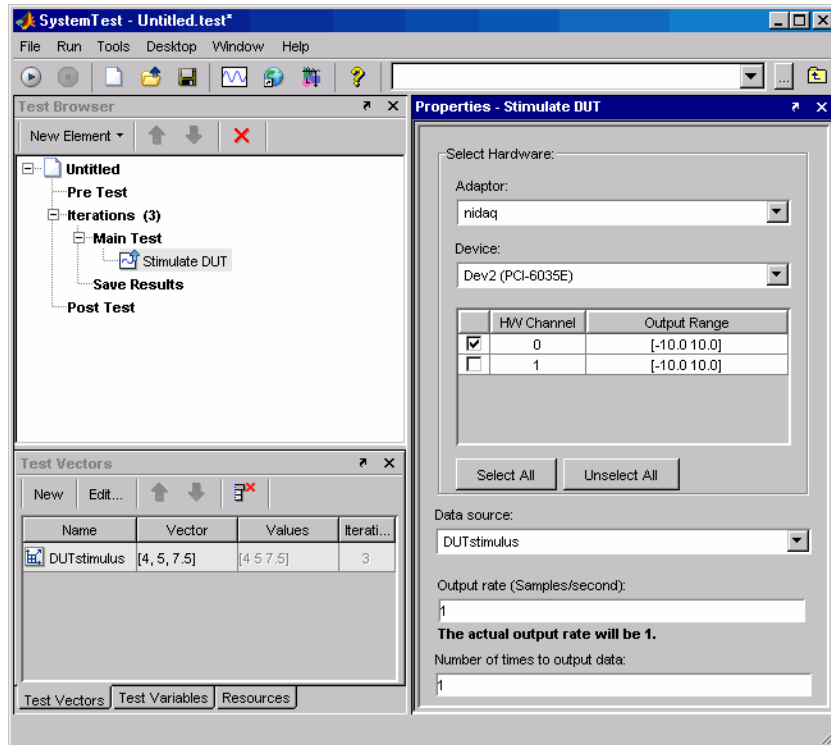 SystemTest - Untitled.test*
File Run Tools Desktop Window Help
...
Test Browser
New Element
Untitled
Pre Test
Iterations (3)
Main Test
Stimulate DUT
Save Results
Post Test
Test Vectors
New Edit...
Name Vector Values Iterati...
DUTstimulus [4, 5, 7.5] [4 5 7.5] 3
Test Vectors Test Variables Resources
Properties - Stimulate DUT
Select Hardware:
Adaptor:
nidaq
Device:
Dev2 (PCI-6035E)
HW Channel Output Range
0 [-10.0 10.0]
1 [-10.0 10.0]
Select All Unselect All
Data source:
DUTstimulus
Output rate (Samples/second):
1
The actual output rate will be 1.
Number of times to output data:
1